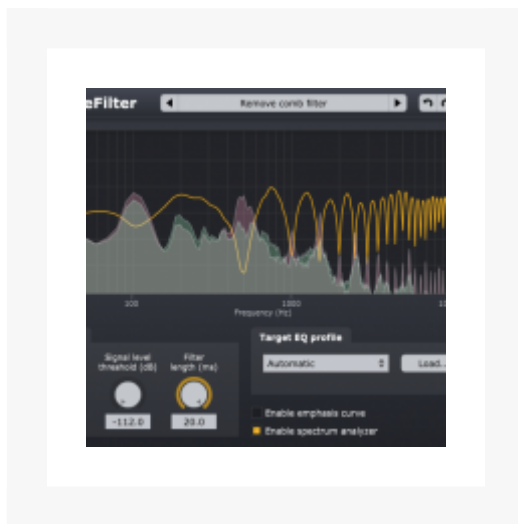 eFilter
Remove comb filter
100
1000
Frequency (Hz)
Target EQ profile
Signal level
threshold (dB)
Filter
length (ms)
Automatic
Load...
-112.0
20.0
Enable emphasis curve
Enable spectrum analyzer